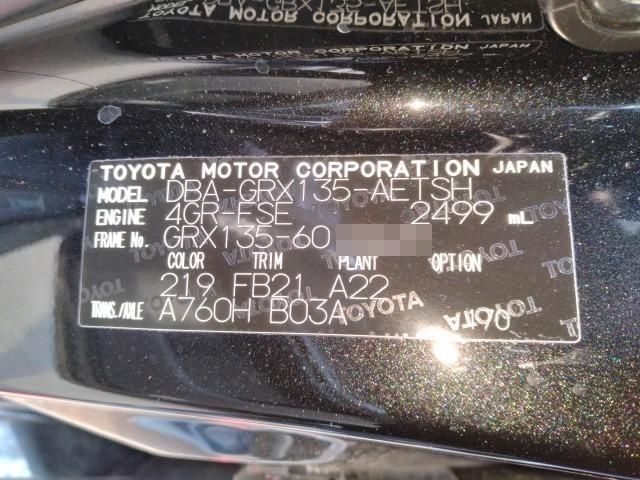 TOYOTA MOTOR CORPORATION JAPAN
MODEL DBA-GRX135-AETSH
ENGINE 4GR-FSE 2499 mL
FRAME No. GRX135-60
COLOR TRIM PLANT OPTION
219 FB21 A22
TRANS./AXLE A760H B03A